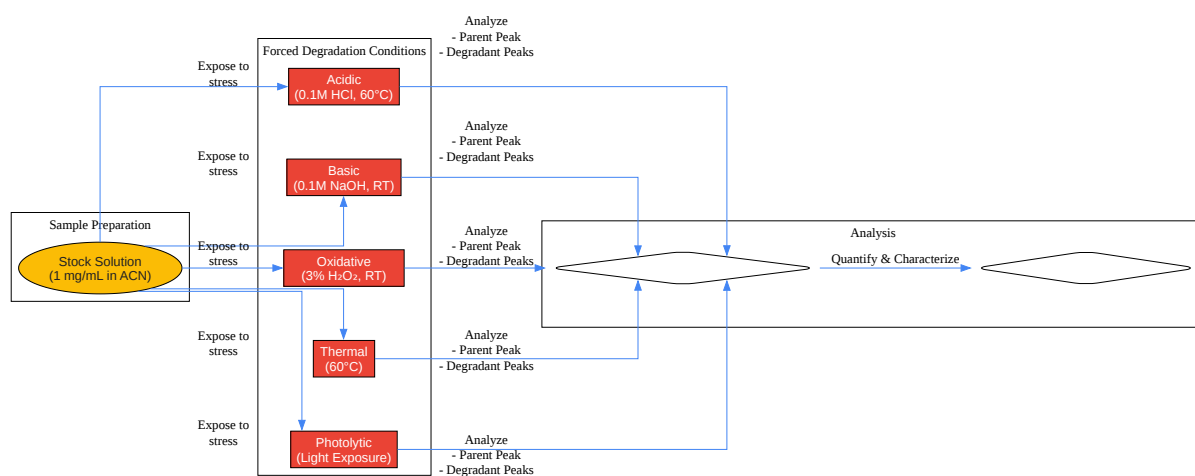 Analyze
- Parent Peak
- Degradant Peaks
Forced Degradation Conditions
Expose to
stress
Acidic
(0.1M HCl, 60°C)
Analyze
- Parent Peak
- Degradant Peaks
Expose to
stress
Basic
(0.1M NaOH, RT)
Sample Preparation
Stock Solution
(1 mg/mL in ACN)
Expose to
stress
Oxidative
(3% H₂O₂, RT)
Analyze
- Parent Peak
- Degradant Peaks
Analysis
Quantify & Characterize
Expose to
stress
Thermal
(60°C)
Analyze
- Parent Peak
- Degradant Peaks
Expose to
stress
Photolytic
(Light Exposure)
Analyze
- Parent Peak
- Degradant Peaks